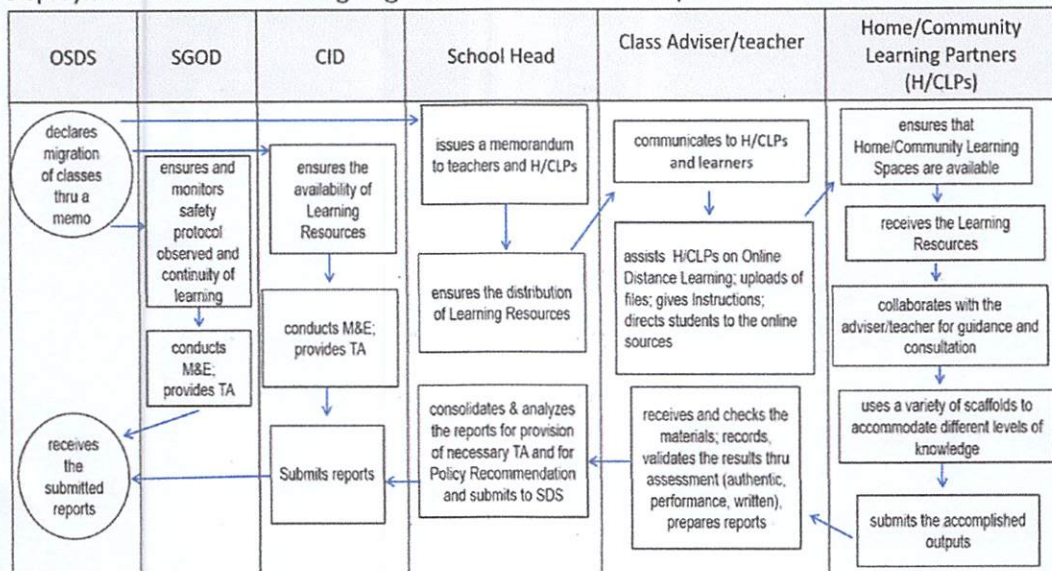 OSDS
SGOD
CID
School Head
Class Adviser/teacher
Home/Community
Learning Partners
(H/CLPs)
declares
migration
of classes
thru a
memo
ensures and
monitors
safety
protocol
observed and
continuity of
learning
conducts
M&E;
provides TA
receives
the
submitted
reports
ensures the
availability of
Learning
Resources
conducts M&E;
provides TA
Submits reports
issues a memorandum
to teachers and H/CLPs
ensures the distribution
of Learning Resources
consolidates & analyzes
the reports for provision
of necessary TA and for
Policy Recommendation
and submits to SDS
communicates to H/CLPs
and learners
assists H/CLPs on Online
Distance Learning; uploads of
files; gives Instructions;
directs students to the online
sources
receives and checks the
materials; records,
validates the results thru
assessment (authentic,
performance, written),
prepares reports
ensures that
Home/Community Learning
Spaces are available
receives the Learning
Resources
collaborates with the
adviser/teacher for guidance and
consultation
uses a variety of scaffolds to
accommodate different levels of
knowledge
submits the accomplished
outputs